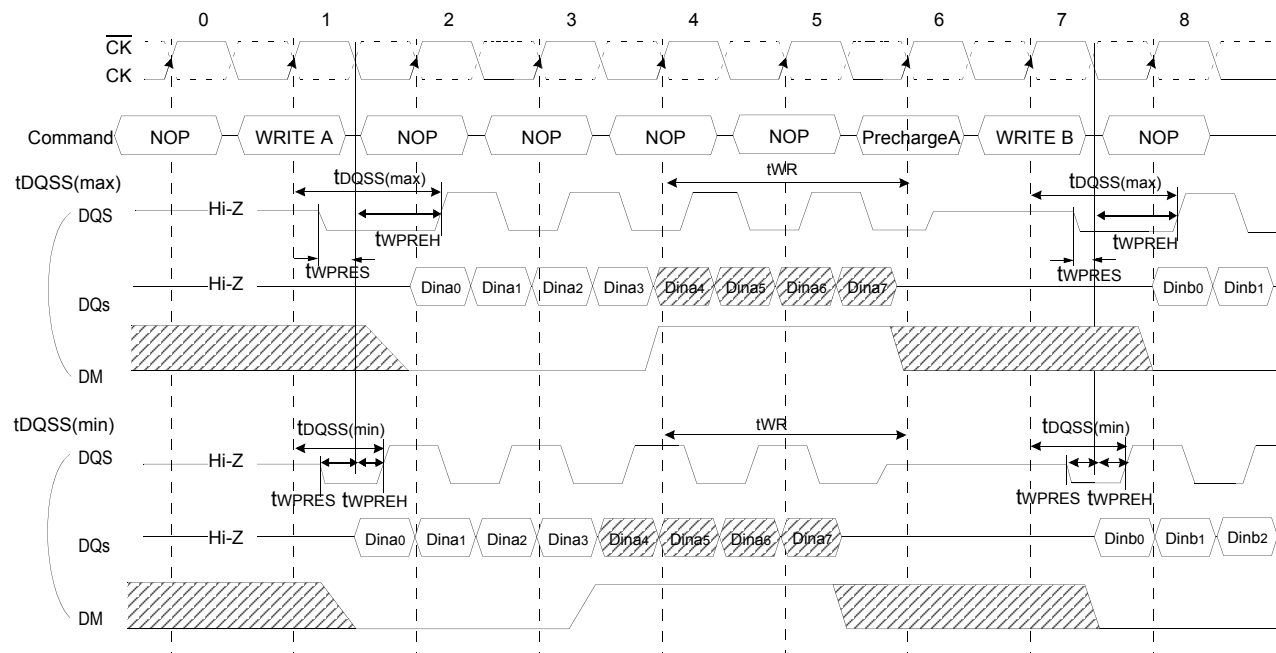 0 1 2 3 4 5 6 7 8
CK
CK
Command NOP WRITE A NOP NOP NOP NOP PrechargeA WRITE B NOP
tDQSS(max)
tDQSS(max) tWR tDQSS(max)
DQS Hi-Z
tWPREH tWPREH
tWPRES tWPRES
DQs Hi-Z Dina0 Dina1 Dina2 Dina3 Dina4 Dina5 Dina6 Dina7 Dinb0 Dinb1
DM
tDQSS(min)
tDQSS(min) tWR tDQSS(min)
DQS Hi-Z
tWPRES tWPREH tWPRES tWPREH
DQs Hi-Z Dina0 Dina1 Dina2 Dina3 Dina4 Dina5 Dina6 Dina7 Dinb0 Dinb1 Dinb2
DM